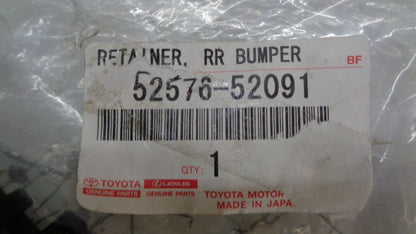 RETAINER, RR BUMPER BF
52576-52091
QTY: 1
TOYOTA LEXUS
GENUINE PARTS GENUINE PARTS
TOYOTA MOTOR
MADE IN JAPAN